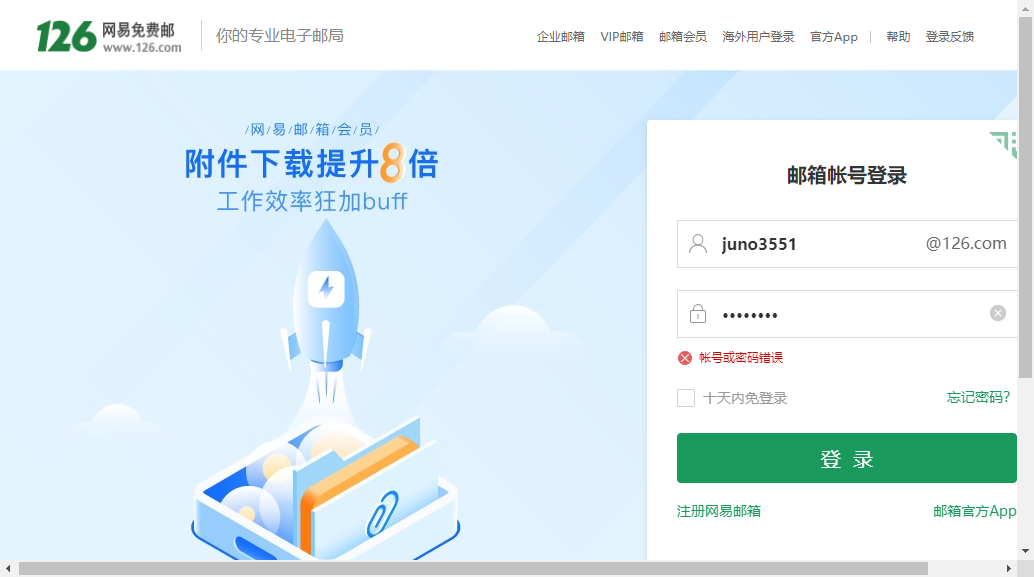 126 网易免费邮
www.126.com
你的专业电子邮局
企业邮箱 VIP邮箱 邮箱会员 海外用户登录 官方App | 帮助 登录反馈
/网/易/邮/箱/会/员/
附件下载提升8倍
工作效率狂加buff
邮箱帐号登录
juno3551 @126.com
••••••••
帐号或密码错误
十天内免登录 忘记密码?
登 录
注册网易邮箱 邮箱官方App